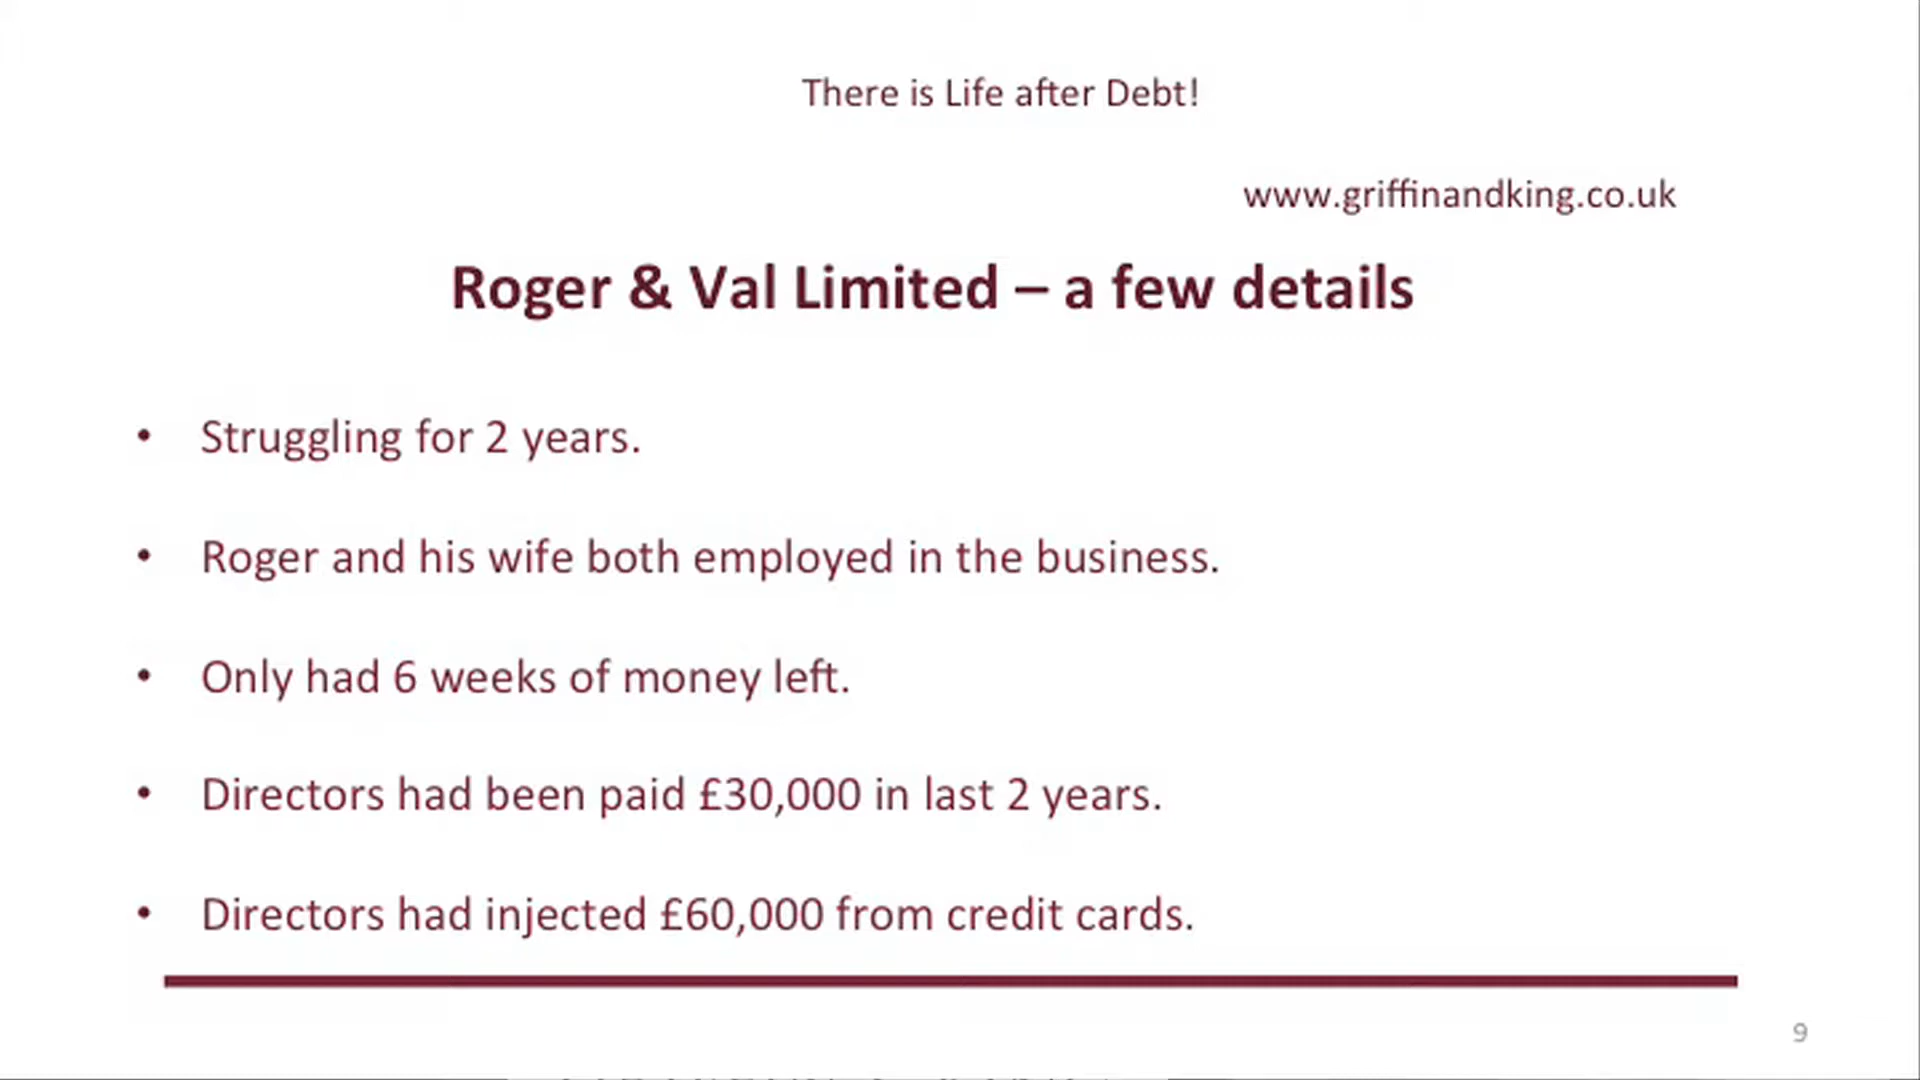 There is Life after Debt!
www.griffinandking.co.uk
Roger & Val Limited – a few details
• Struggling for 2 years.
• Roger and his wife both employed in the business.
• Only had 6 weeks of money left.
• Directors had been paid £30,000 in last 2 years.
• Directors had injected £60,000 from credit cards.
9